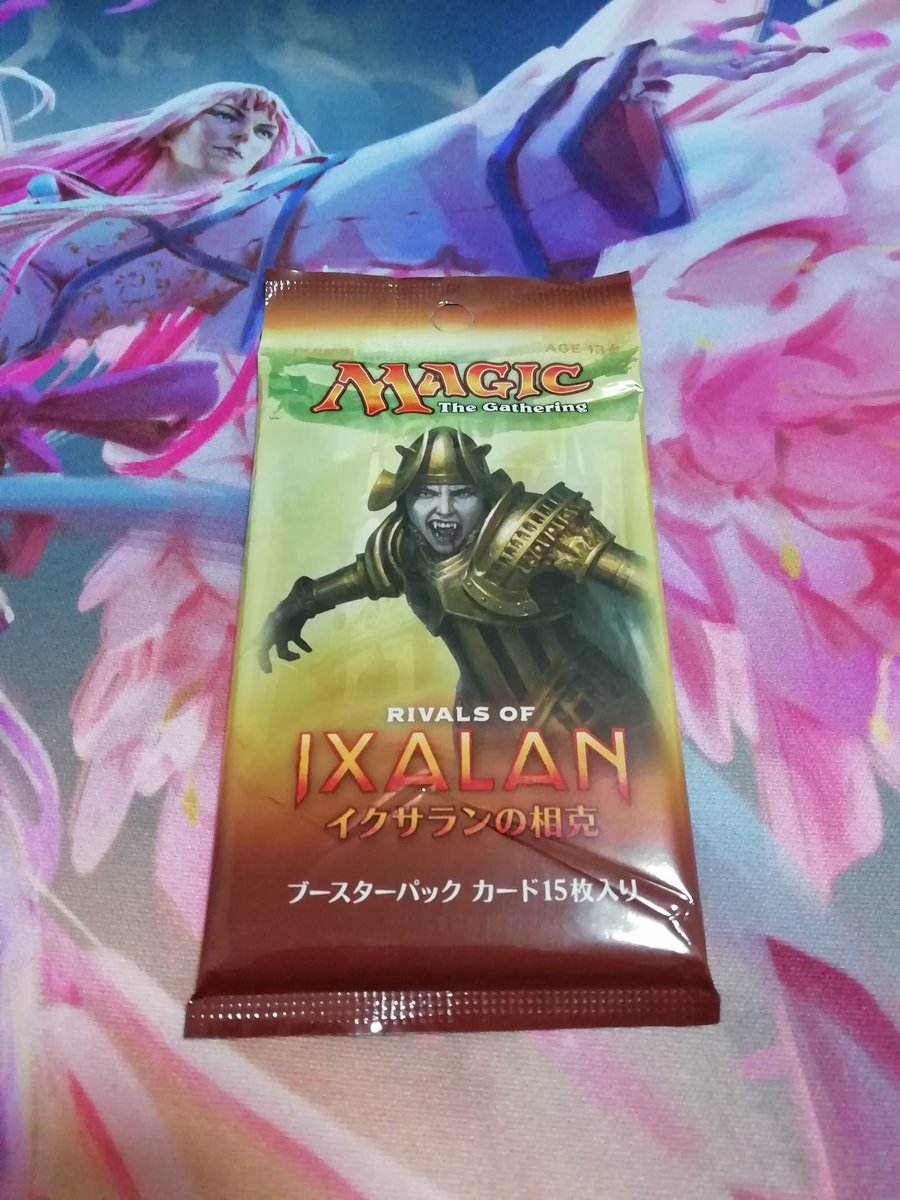 AGE 13+
MAGIC
The Gathering
RIVALS OF
IXALAN
イクサランの相克
ブースターパック カード15枚入り